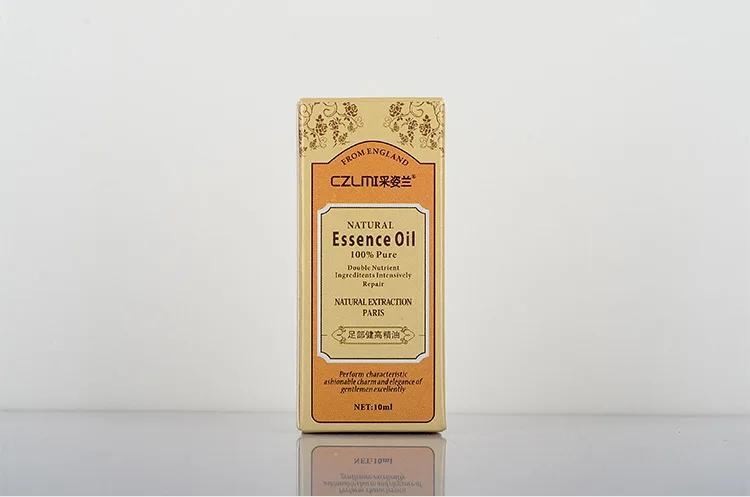 FROM ENGLAND
CZLMI采姿兰®
NATURAL
Essence Oil
100% Pure
Double Nutrient
Ingreditents Intensively
Repair
NATURAL EXTRACTION
PARIS
足部健高精油
Perform characteristic
ashionable charm and elegance of
gentlemen excellently
NET:10ml